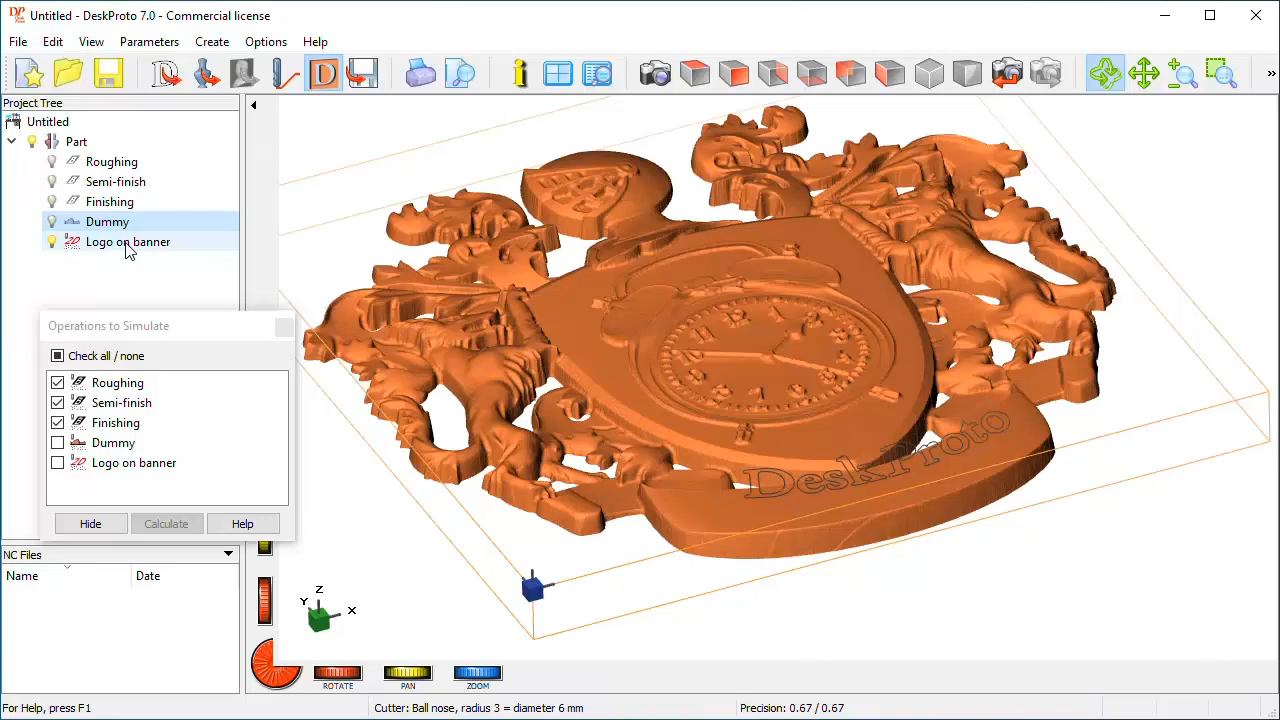 Untitled - DeskProto 7.0 - Commercial license
File Edit View Parameters Create Options Help
Project Tree
Untitled
Part
Roughing
Semi-finish
Finishing
Dummy
Logo on banner
Operations to Simulate
Check all / none
Roughing
Semi-finish
Finishing
Dummy
Logo on banner
Hide Calculate Help
NC Files
Name Date
DeskProto
Z
Y
X
ROTATE PAN ZOOM
For Help, press F1
Cutter: Ball nose, radius 3 = diameter 6 mm
Precision: 0.67 / 0.67